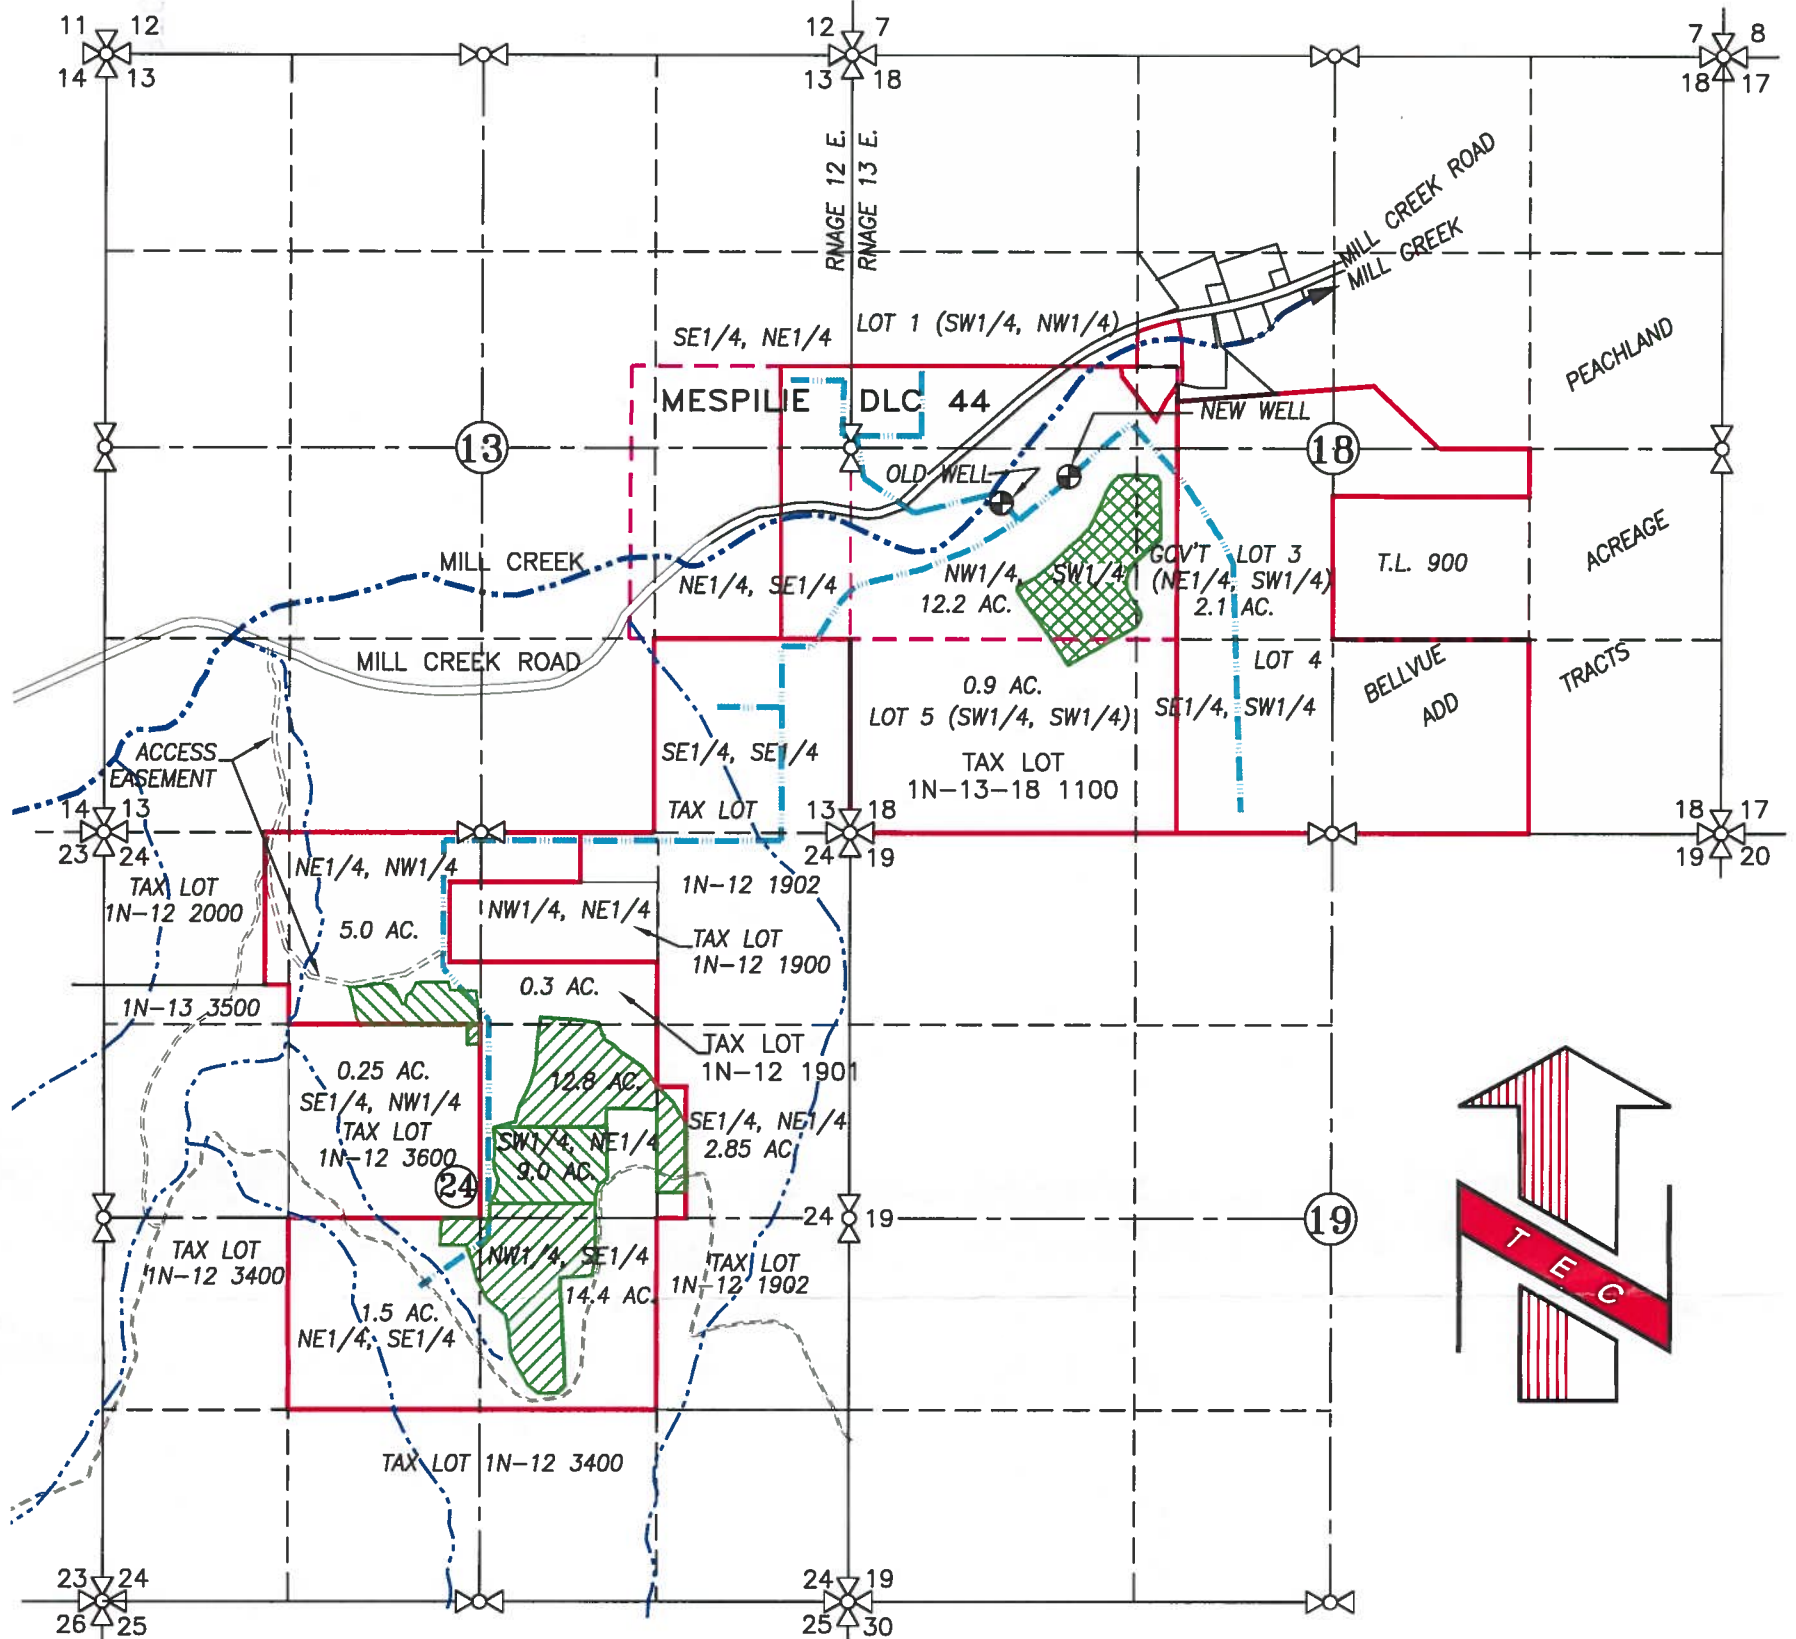 11 12
14 13
12 7
13 18
7 8
18 17
RNAGE 12 E.
RNAGE 13 E.
MILL CREEK ROAD
MILL CREEK
SE1/4, NE1/4
LOT 1 (SW1/4, NW1/4)
PEACHLAND
MESPILIE DLC 44
NEW WELL
13
18
OLD WELL
ACREAGE
MILL CREEK
NE1/4, SE1/4
NW1/4, SW1/4
12.2 AC.
GOV'T LOT 3
(NE1/4, SW1/4)
2.1 AC.
T.L. 900
MILL CREEK ROAD
LOT 4
BELLVUE
ADD
TRACTS
0.9 AC.
LOT 5 (SW1/4, SW1/4)
SE1/4, SW1/4
ACCESS
EASEMENT
SE1/4, SE1/4
TAX LOT
1N-13-18 1100
TAX LOT
14 13
23 24
13 18
24 19
18 17
19 20
NE1/4, NW1/4
TAX LOT
1N-12 2000
1N-12 1902
NW1/4, NE1/4
5.0 AC.
TAX LOT
1N-12 1900
0.3 AC.
1N-13 3500
TAX LOT
1N-12 1901
0.25 AC.
SE1/4, NW1/4
TAX LOT
1N-12 3600
12.8 AC.
SE1/4, NE1/4
2.85 AC
SW1/4, NE1/4
9.0 AC.
24
24 19
19
TAX LOT
1N-12 3400
NW1/4, SE1/4
14.4 AC.
TAX LOT
1N-12 1902
1.5 AC.
NE1/4, SE1/4
TEC
TAX LOT 1N-12 3400
23 24
26 25
24 19
25 30